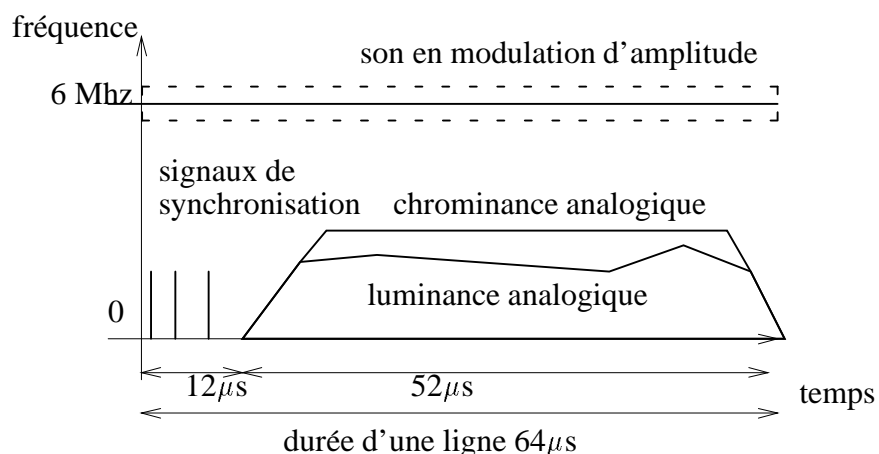 fréquence
son en modulation d’amplitude
6 Mhz
signaux de
synchronisation
chrominance analogique
luminance analogique
0
12µs
52µs
temps
durée d’une ligne 64µs